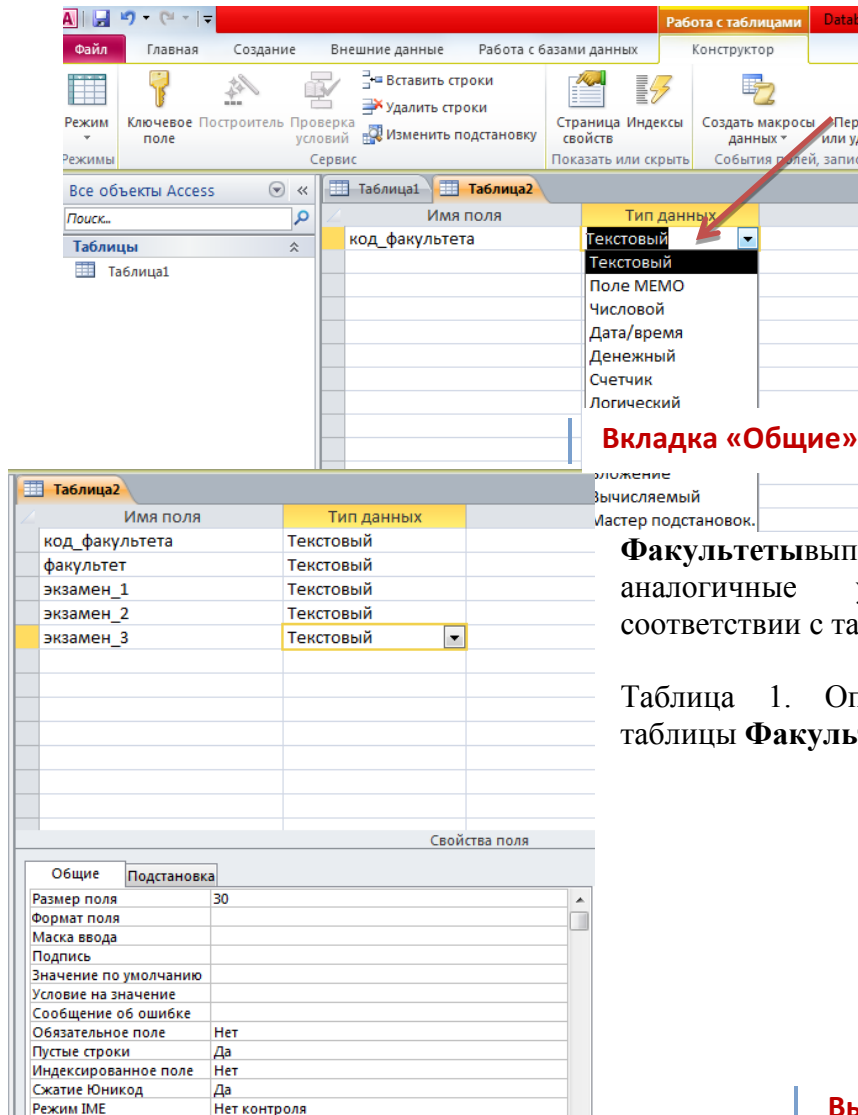 A
Работа с таблицами
Файл Главная Создание Внешние данные Работа с базами данных Конструктор
Режим
Ключевое поле
Построитель
Проверка условий
Вставить строки
Удалить строки
Изменить подстановку
Страница свойств
Индексы
Создать макросы данных
Режимы Сервис Показать или скрыть События полей,
Все объекты Access «
Поиск...
Таблицы
Таблица1
Таблица1 Таблица2
Имя поля Тип данных
код_факультета Текстовый
Текстовый
Поле МЕМО
Числовой
Дата/время
Денежный
Счетчик
Логический
Вкладка «Общие»
Вложение
Вычисляемый
Мастер подстановок.
Таблица2
Имя поля Тип данных
код_факультета Текстовый
факультет Текстовый
экзамен_1 Текстовый
экзамен_2 Текстовый
экзамен_3 Текстовый
Свойства поля
Общие Подстановка
Размер поля 30
Формат поля
Маска ввода
Подпись
Значение по умолчанию
Условие на значение
Сообщение об ошибке
Обязательное поле Нет
Пустые строки Да
Индексированное поле Нет
Сжатие Юникод Да
Режим IME Нет контроля
Факультетывып
аналогичные
соответствии с та
Таблица 1. Оп
таблицы Факуль
Вы